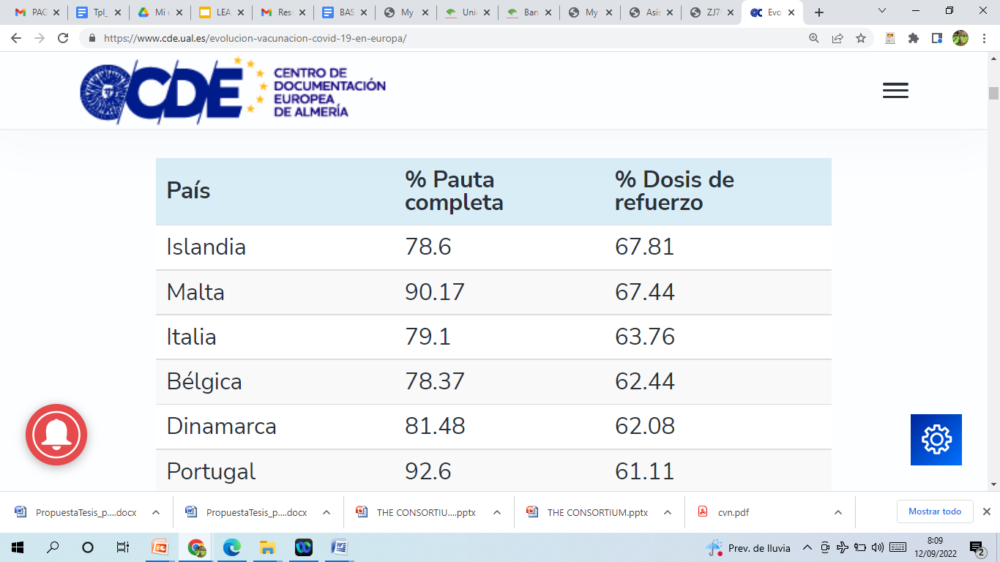 PAG
Tpl_
Mi u
LEA
Resu
BAS
My
Unic
Ban
My
Asis
ZJ7
Evo
https://www.cde.ual.es/evolucion-vacunacion-covid-19-en-europa/
CDE
CENTRO DE
DOCUMENTACIÓN
EUROPEA
DE ALMERÍA
País % Pauta completa % Dosis de refuerzo
Islandia 78.6 67.81
Malta 90.17 67.44
Italia 79.1 63.76
Bélgica 78.37 62.44
Dinamarca 81.48 62.08
Portugal 92.6 61.11
PropuestaTesis_p....docx
PropuestaTesis_p....docx
THE CONSORTIU....pptx
THE CONSORTIUM.pptx
cvn.pdf
Mostrar todo
Prev. de lluvia
8:09
12/09/2022
2